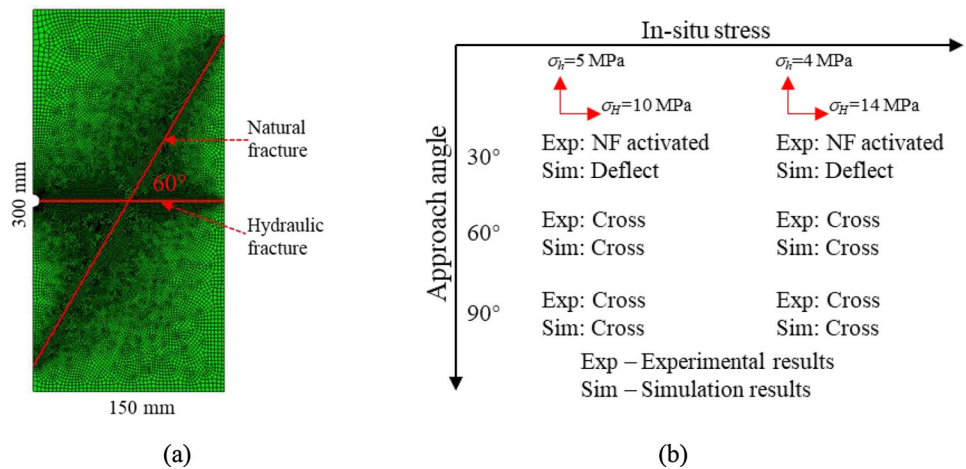 Natural
fracture
60°
Hydraulic
fracture
300 mm
150 mm
(a)
In-situ stress
Approach angle
σh=5 MPa
σH=10 MPa
σh=4 MPa
σH=14 MPa
30°
Exp: NF activated
Sim: Deflect
Exp: NF activated
Sim: Deflect
60°
Exp: Cross
Sim: Cross
Exp: Cross
Sim: Cross
90°
Exp: Cross
Sim: Cross
Exp: Cross
Sim: Cross
Exp – Experimental results
Sim – Simulation results
(b)